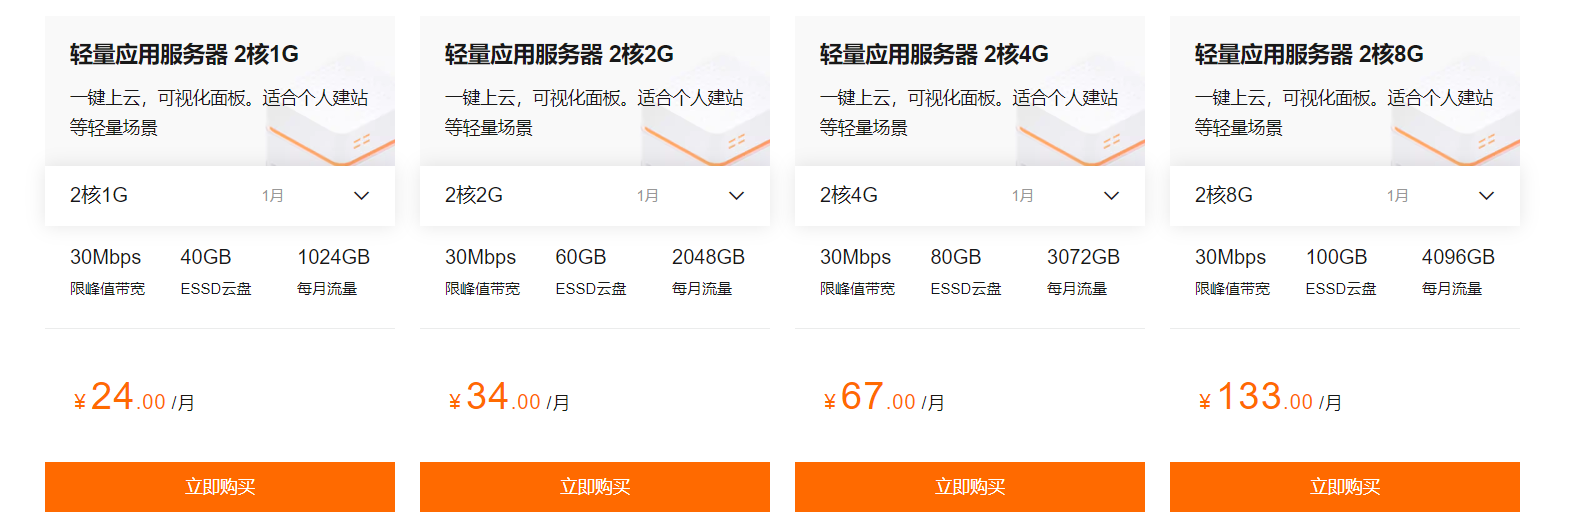 轻量应用服务器 2核1G
一键上云，可视化面板。适合个人建站
等轻量场景
2核1G 1月
30Mbps 40GB 1024GB
限峰值带宽 ESSD云盘 每月流量
¥24.00 /月
立即购买
轻量应用服务器 2核2G
一键上云，可视化面板。适合个人建站
等轻量场景
2核2G 1月
30Mbps 60GB 2048GB
限峰值带宽 ESSD云盘 每月流量
¥34.00 /月
立即购买
轻量应用服务器 2核4G
一键上云，可视化面板。适合个人建站
等轻量场景
2核4G 1月
30Mbps 80GB 3072GB
限峰值带宽 ESSD云盘 每月流量
¥67.00 /月
立即购买
轻量应用服务器 2核8G
一键上云，可视化面板。适合个人建站
等轻量场景
2核8G 1月
30Mbps 100GB 4096GB
限峰值带宽 ESSD云盘 每月流量
¥133.00 /月
立即购买